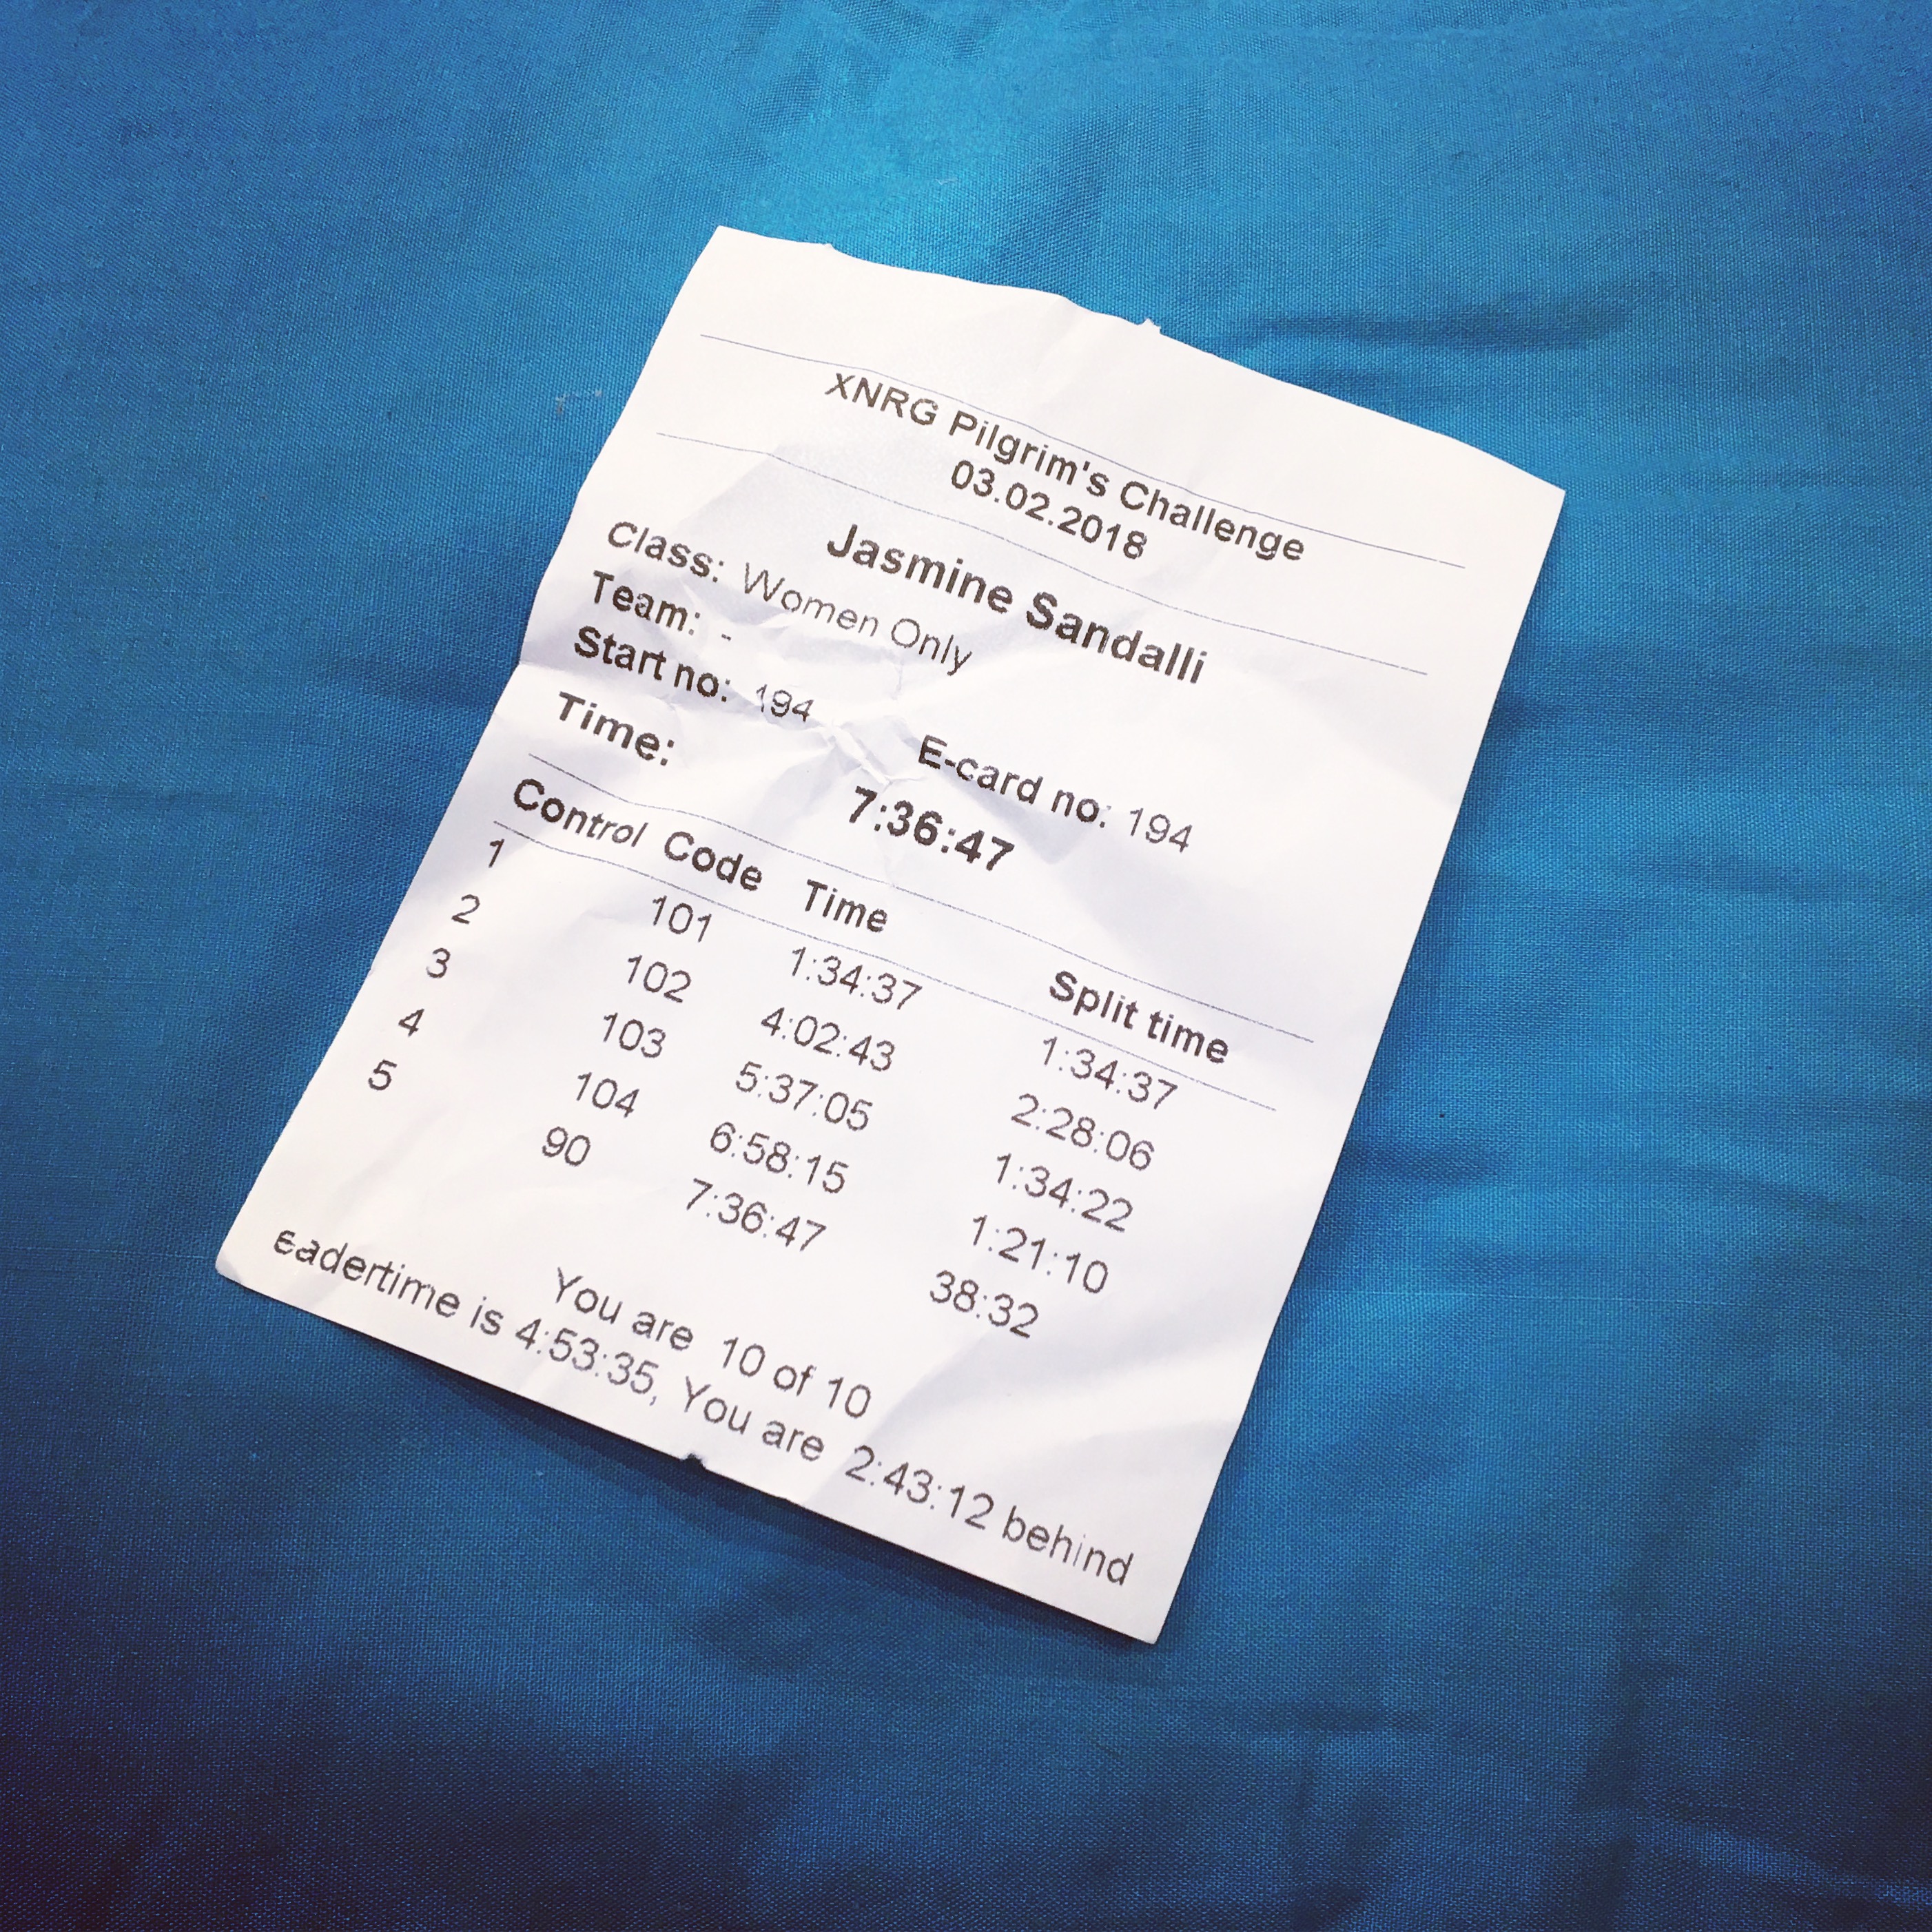 XNRG Pilgrim's Challenge
03.02.2018
Jasmine Sandalli
Class: Women Only
Team: -
Start no: 194 E-card no: 194
Time: 7:36:47
Control Code Time Split time
1 101 1:34:37 1:34:37
2 102 4:02:43 2:28:06
3 103 5:37:05 1:34:22
4 104 6:58:15 1:21:10
5 90 7:36:47 38:32
You are 10 of 10
eadertime is 4:53:35, You are 2:43:12 behind